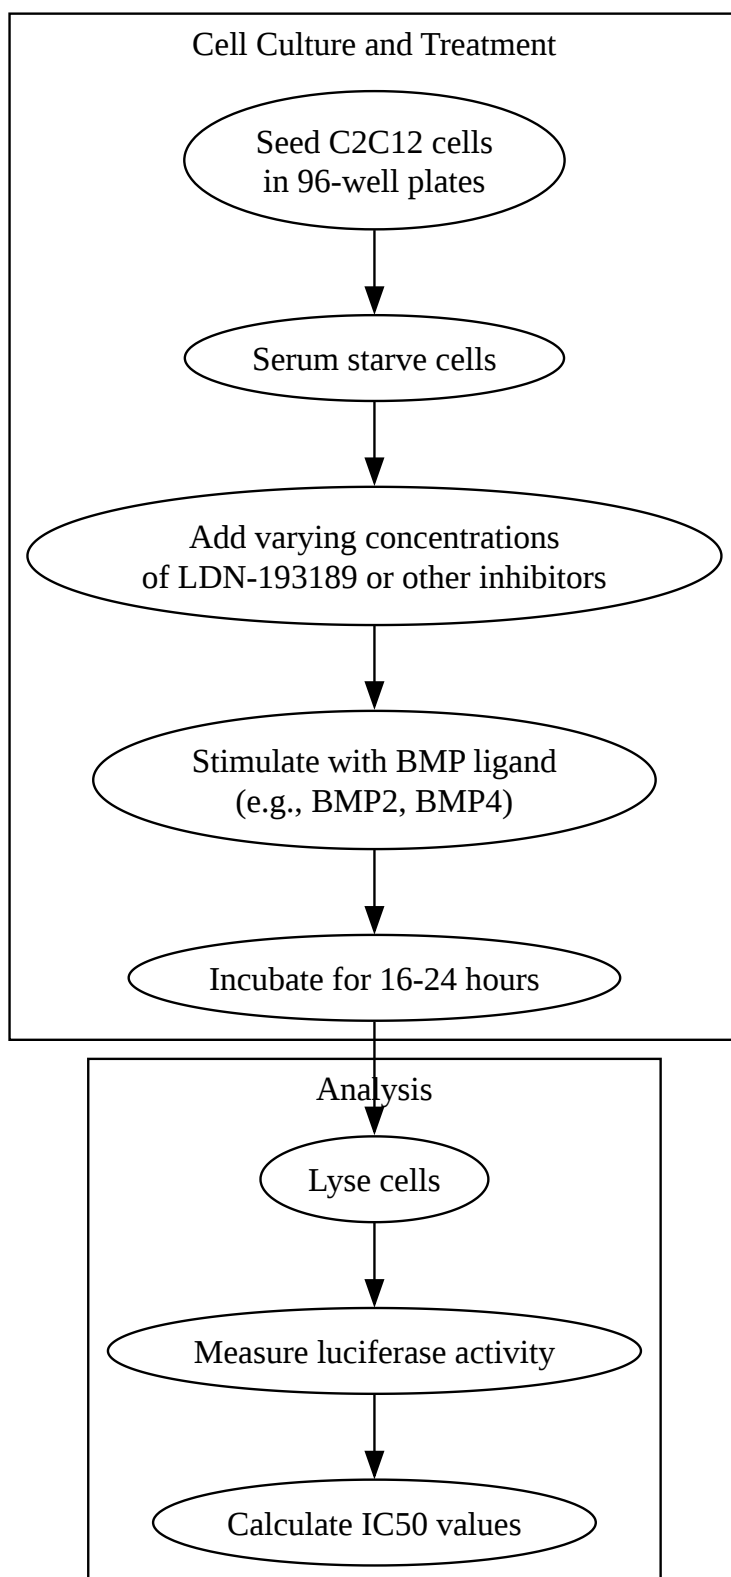 Cell Culture and Treatment
Seed C2C12 cells
in 96-well plates
Serum starve cells
Add varying concentrations
of LDN-193189 or other inhibitors
Stimulate with BMP ligand
(e.g., BMP2, BMP4)
Incubate for 16-24 hours
Analysis
Lyse cells
Measure luciferase activity
Calculate IC50 values